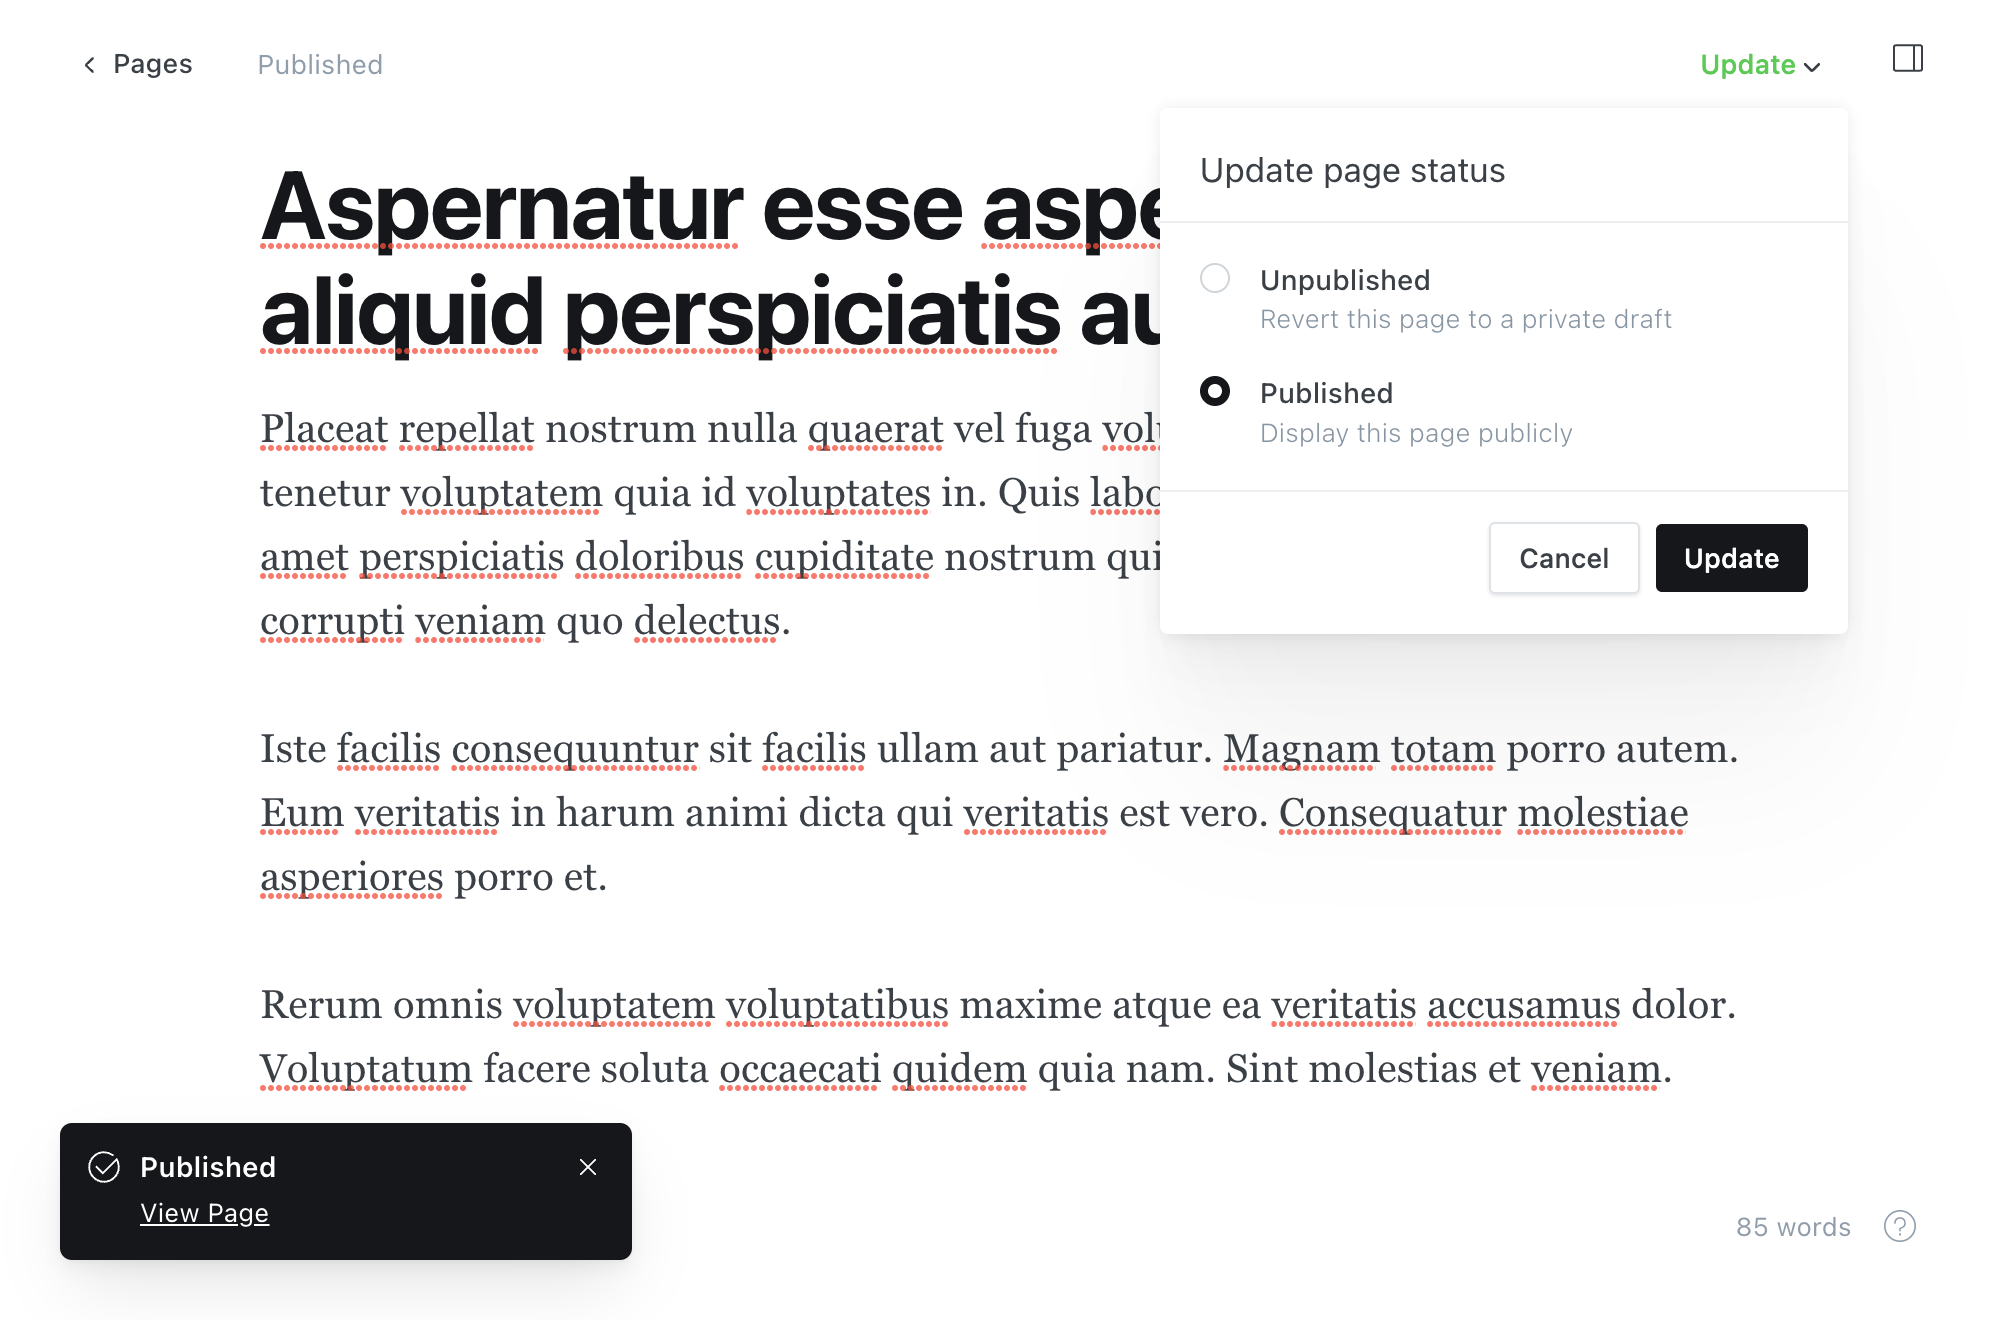 Pages
Published
Update
Update page status
Unpublished
Revert this page to a private draft
Published
Display this page publicly
Cancel
Update
Aspernatur esse
aliquid perspiciatis
Placeat repellat nostrum nulla quaerat vel fuga
tenetur voluptatem quia id voluptates in. Quis
amet perspiciatis doloribus cupiditate nostrum qui
corrupti veniam quo delectus.
Iste facilis consequuntur sit facilis ullam aut pariatur. Magnam totam porro autem.
Eum veritatis in harum animi dicta qui veritatis est vero. Consequatur molestiae
asperiores porro et.
Rerum omnis voluptatem voluptatibus maxime atque ea veritatis accusamus dolor.
Voluptatum facere soluta occaecati quidem quia nam. Sint molestias et veniam.
Published
View Page
85 words